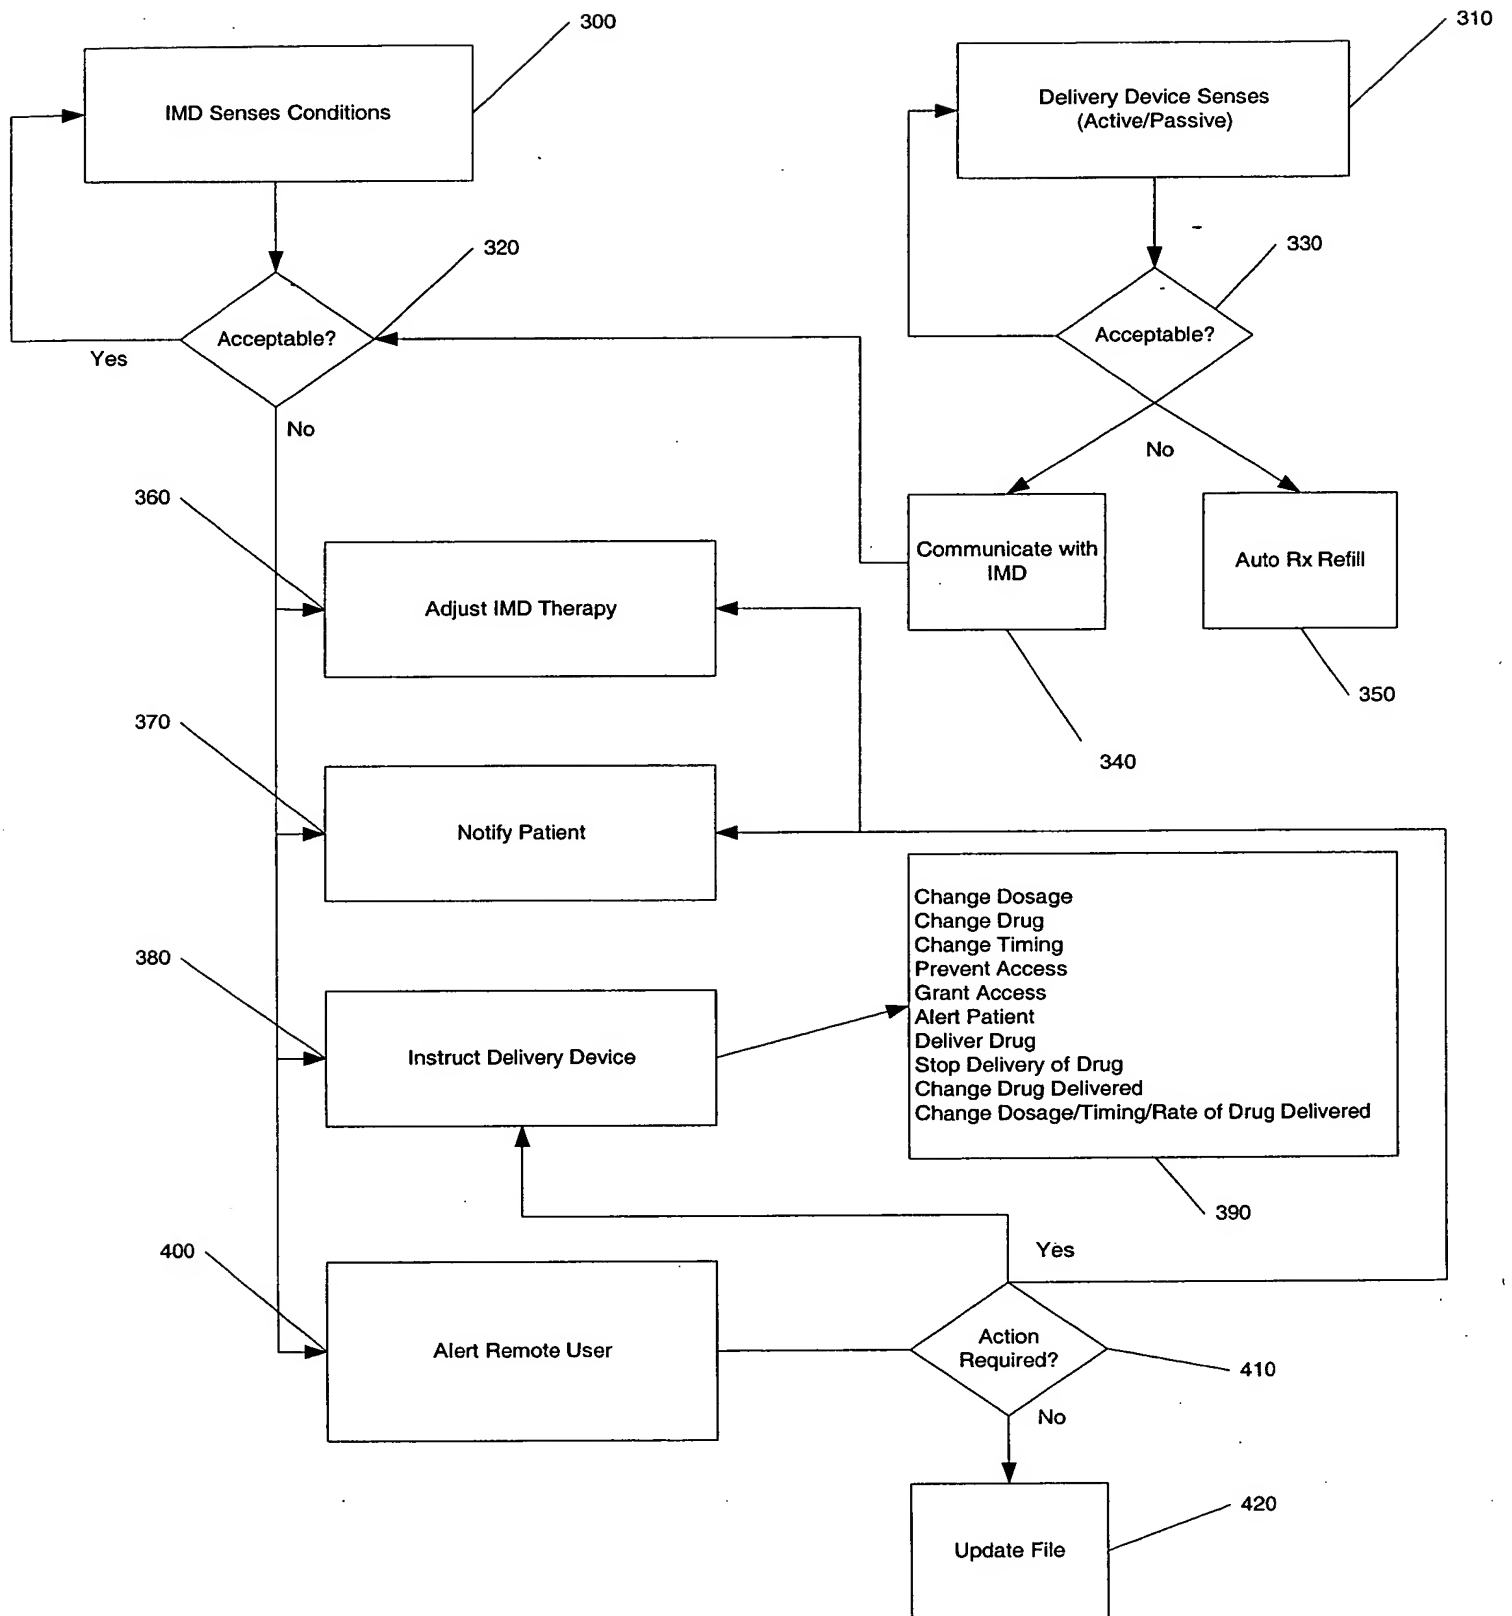 300
310
IMD Senses Conditions
Delivery Device Senses
(Active/Passive)
320
330
Acceptable?
Acceptable?
Yes
No
No
360
Communicate with
IMD
Auto Rx Refill
Adjust IMD Therapy
350
370
340
Notify Patient
Change Dosage
Change Drug
Change Timing
Prevent Access
Grant Access
Alert Patient
Deliver Drug
Stop Delivery of Drug
Change Drug Delivered
Change Dosage/Timing/Rate of Drug Delivered
380
Instruct Delivery Device
390
400
Yes
Alert Remote User
Action
Required?
410
No
420
Update File